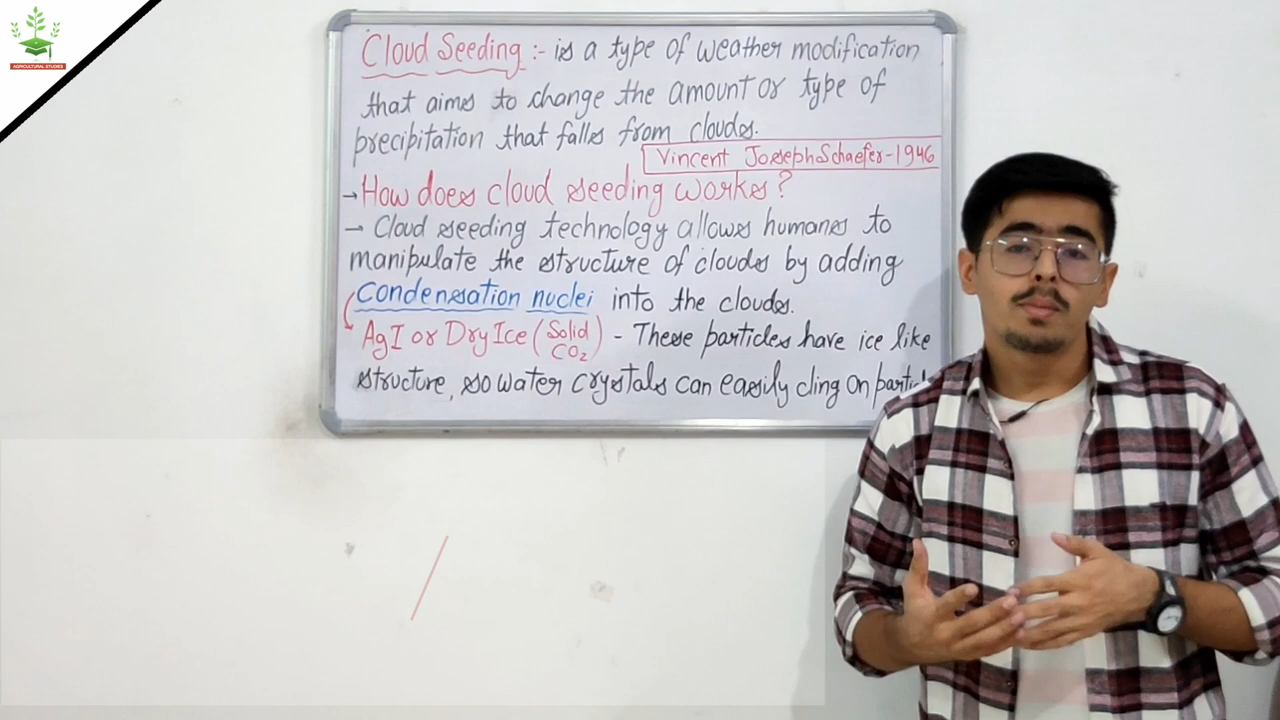 AGRICULTURAL STUDIES
Cloud Seeding :- is a type of weather modification
that aims to change the amount or type of
precipitation that falls from clouds.
Vincent Joseph Schaefer-1946
→ How does cloud seeding works?
→ Cloud seeding technology allows humans to
manipulate the structure of clouds by adding
condensation nuclei into the clouds.
AgI or Dry Ice (Solid CO₂) - These particles have ice like
structure, so water crystals can easily cling on